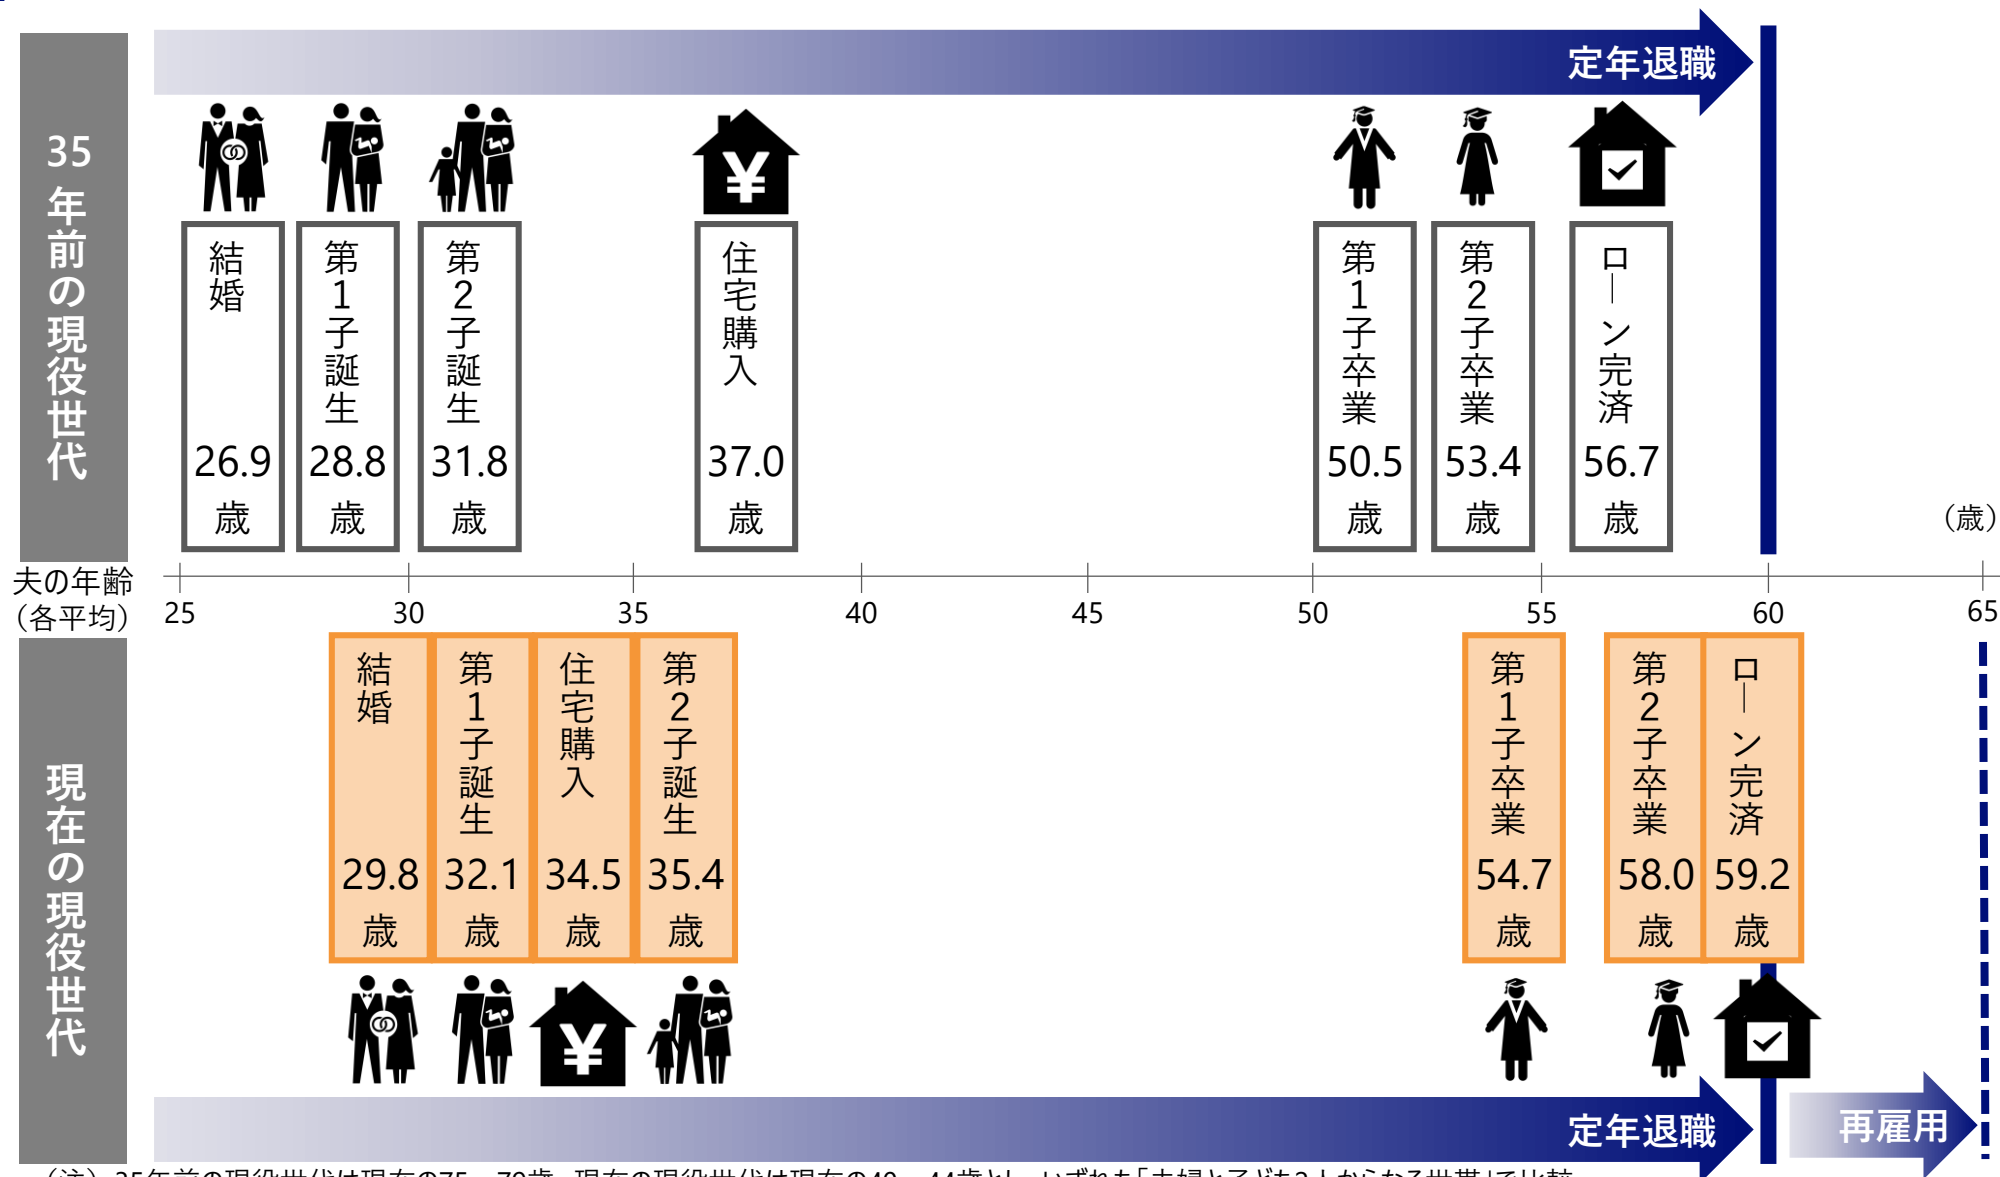 定年退職
35年前の現役世代
結婚
26.9
歳
第1子誕生
28.8
歳
第2子誕生
31.8
歳
住宅購入
37.0
歳
第1子卒業
50.5
歳
第2子卒業
53.4
歳
ローン完済
56.7
歳
（歳）
夫の年齢
（各平均）
25 30 35 40 45 50 55 60 65
現在の現役世代
結婚
29.8
歳
第1子誕生
32.1
歳
住宅購入
34.5
歳
第2子誕生
35.4
歳
第1子卒業
54.7
歳
第2子卒業
58.0
歳
ローン完済
59.2
歳
定年退職
再雇用